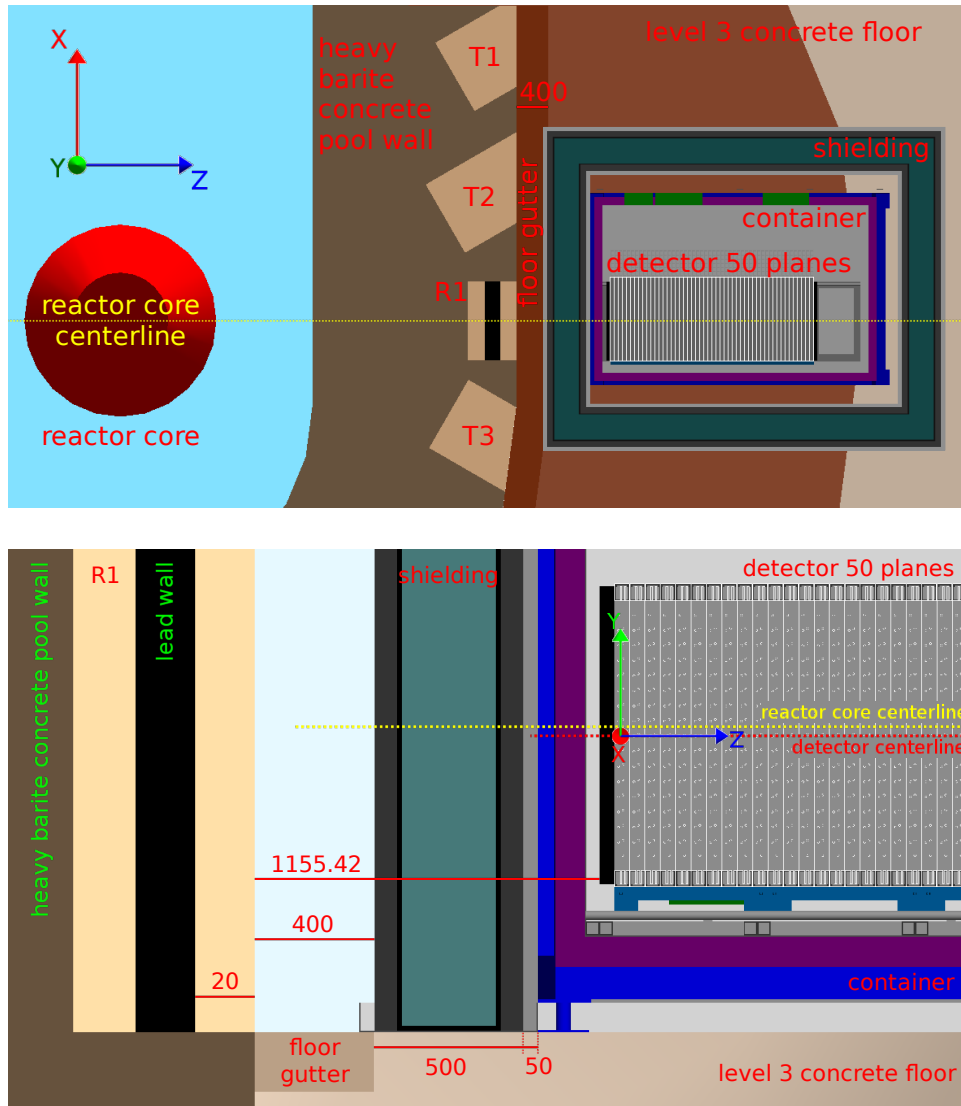 X
Y
Z
heavy
barite
concrete
pool wall
T1
400
level 3 concrete floor
shielding
T2
floor gutter
container
detector 50 planes
R1
reactor core
centerline
T3
reactor core
heavy barite concrete pool wall
R1
lead wall
shielding
detector 50 planes
Y
reactor core centerline
Z
X
detector centerline
1155.42
400
20
container
floor
gutter
500
50
level 3 concrete floor